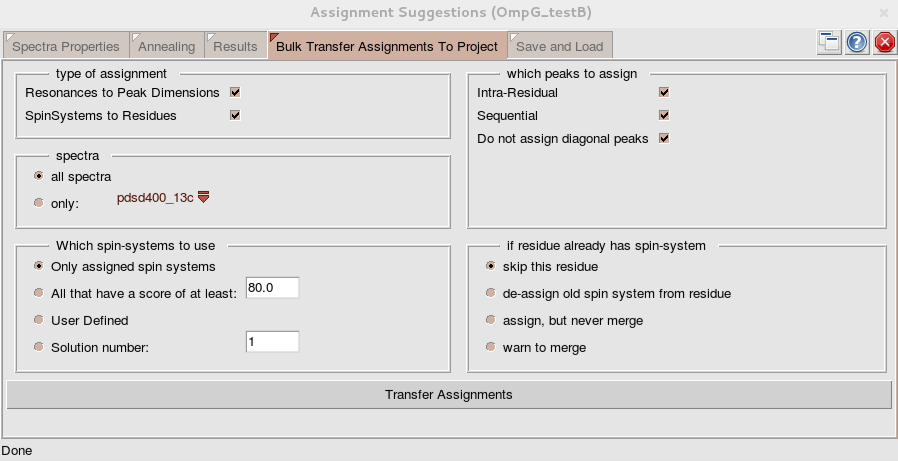 Assignment Suggestions (OmpG_testB)
Spectra Properties Annealing Results Bulk Transfer Assignments To Project Save and Load ?
type of assignment
Resonances to Peak Dimensions
SpinSystems to Residues
which peaks to assign
Intra-Residual
Sequential
Do not assign diagonal peaks
spectra
all spectra
only: pdsd400_13c
Which spin-systems to use
Only assigned spin systems
All that have a score of at least: 80.0
User Defined
Solution number: 1
if residue already has spin-system
skip this residue
de-assign old spin system from residue
assign, but never merge
warn to merge
Transfer Assignments
Done